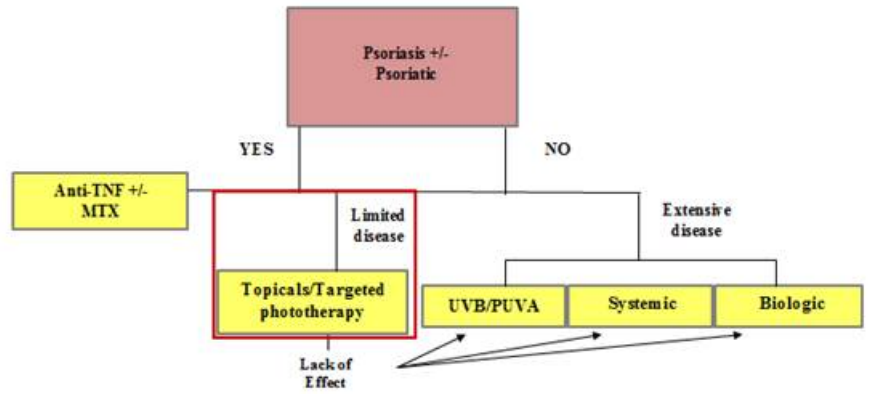 Psoriasis +/-
Psoriatic
YES
NO
Anti-TNF +/-
MTX
Limited
disease
Extensive
disease
Topicals/Targeted
phototherapy
UVB/PUVA
Systemic
Biologic
Lack of
Effect